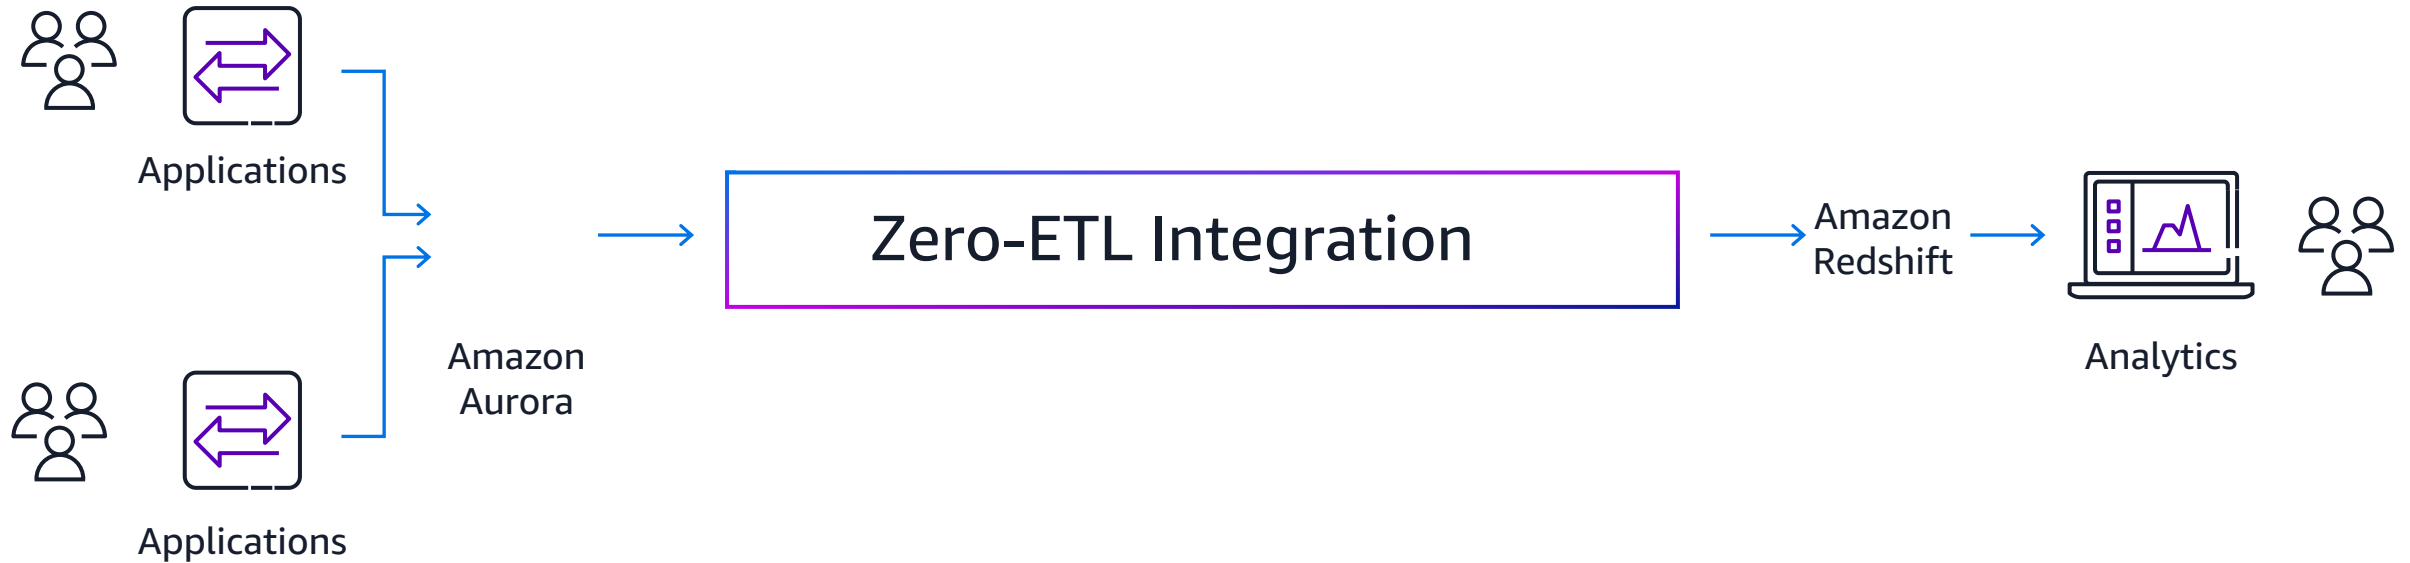 Applications
Applications
Amazon
Aurora
Zero-ETL Integration
Amazon
Redshift
Analytics